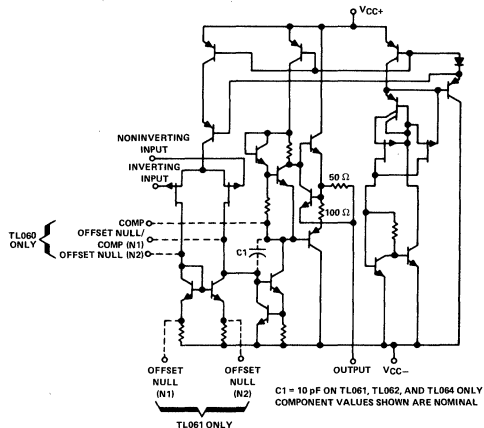 VCC+
NONINVERTING
INPUT
INVERTING
INPUT
50 Ω
100 Ω
TL060
ONLY
COMP
OFFSET NULL/
COMP (N1)
OFFSET NULL (N2)
C1
OFFSET
NULL
(N1)
OFFSET
NULL
(N2)
TL061 ONLY
OUTPUT
VCC−
C1 = 10 pF ON TL061, TL062, AND TL064 ONLY
COMPONENT VALUES SHOWN ARE NOMINAL